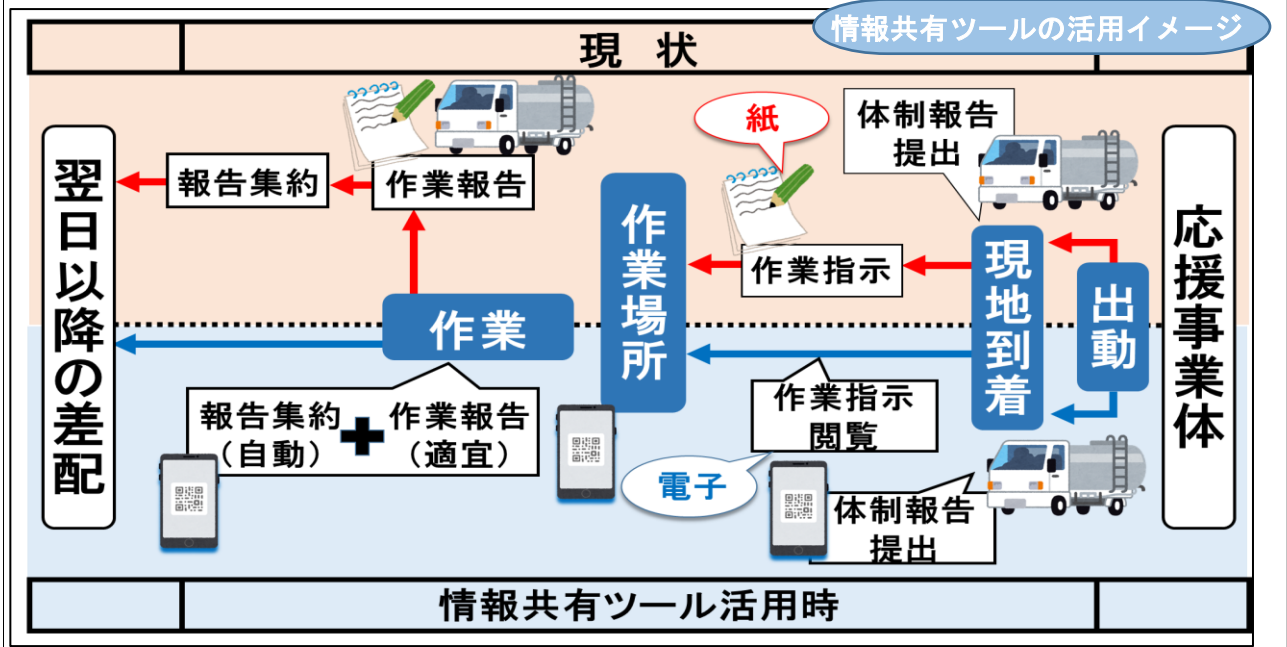 情報共有ツールの活用イメージ
現 状
応援事業体
出動
体制報告
提出
現地到着
紙
作業指示
作業場所
作業報告
報告集約
作業
翌日以降の差配
体制報告
提出
電子
作業指示
閲覧
作業報告
（適宜）
＋
報告集約
（自動）
情報共有ツール活用時